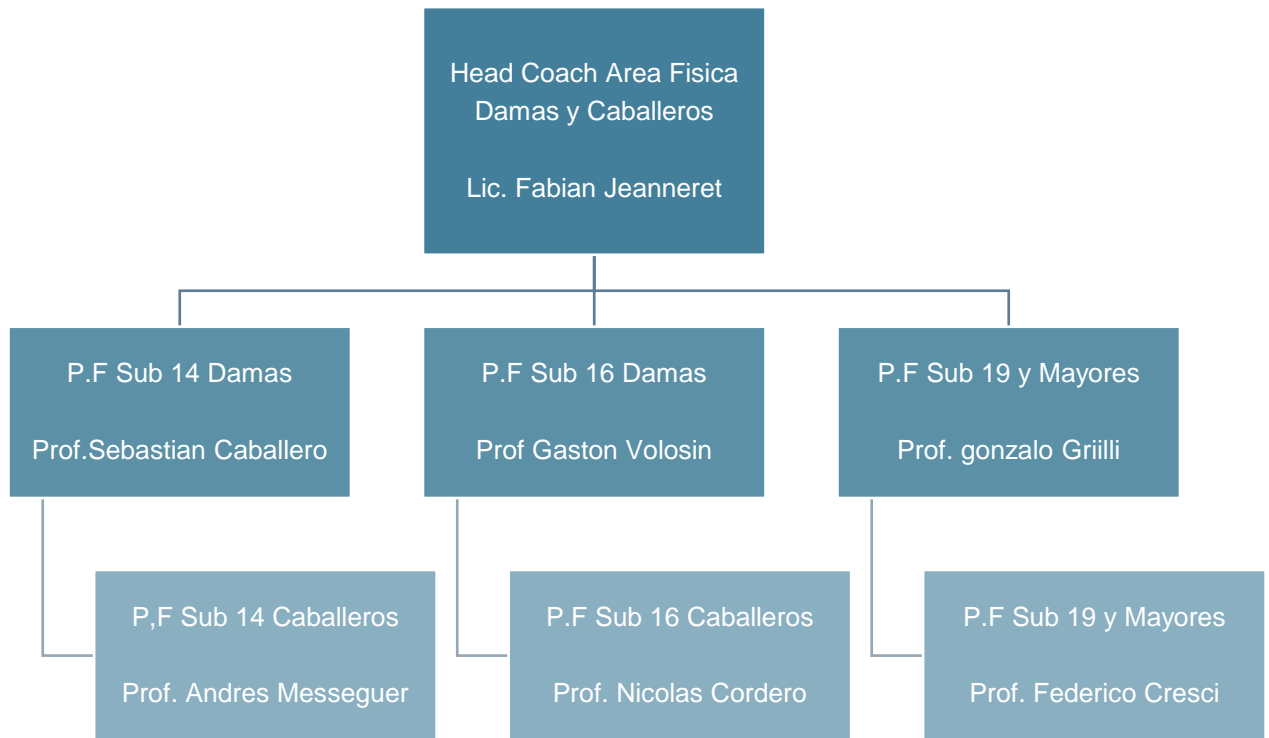 Head Coach Area Fisica
Damas y Caballeros
Lic. Fabian Jeanneret
P.F Sub 14 Damas
Prof.Sebastian Caballero
P.F Sub 16 Damas
Prof Gaston Volosin
P.F Sub 19 y Mayores
Prof. gonzalo Griilli
P,F Sub 14 Caballeros
Prof. Andres Messeguer
P.F Sub 16 Caballeros
Prof. Nicolas Cordero
P.F Sub 19 y Mayores
Prof. Federico Cresci